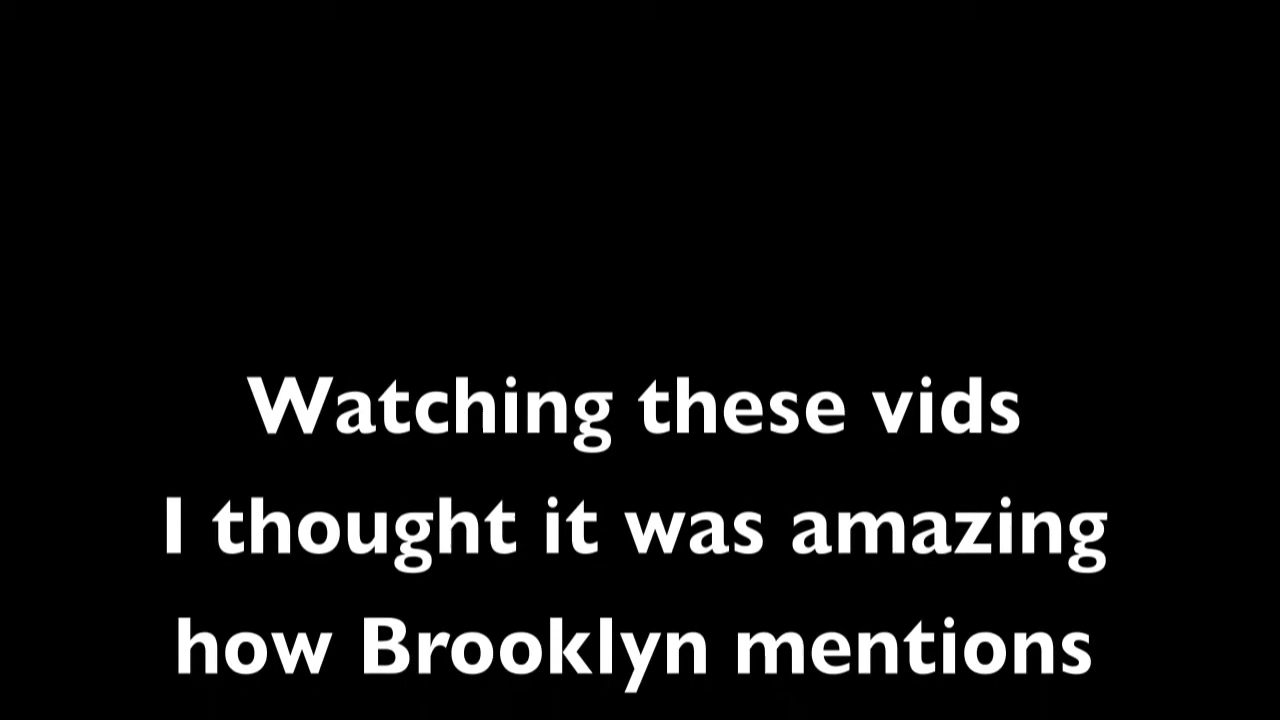 Watching these vids
I thought it was amazing
how Brooklyn mentions